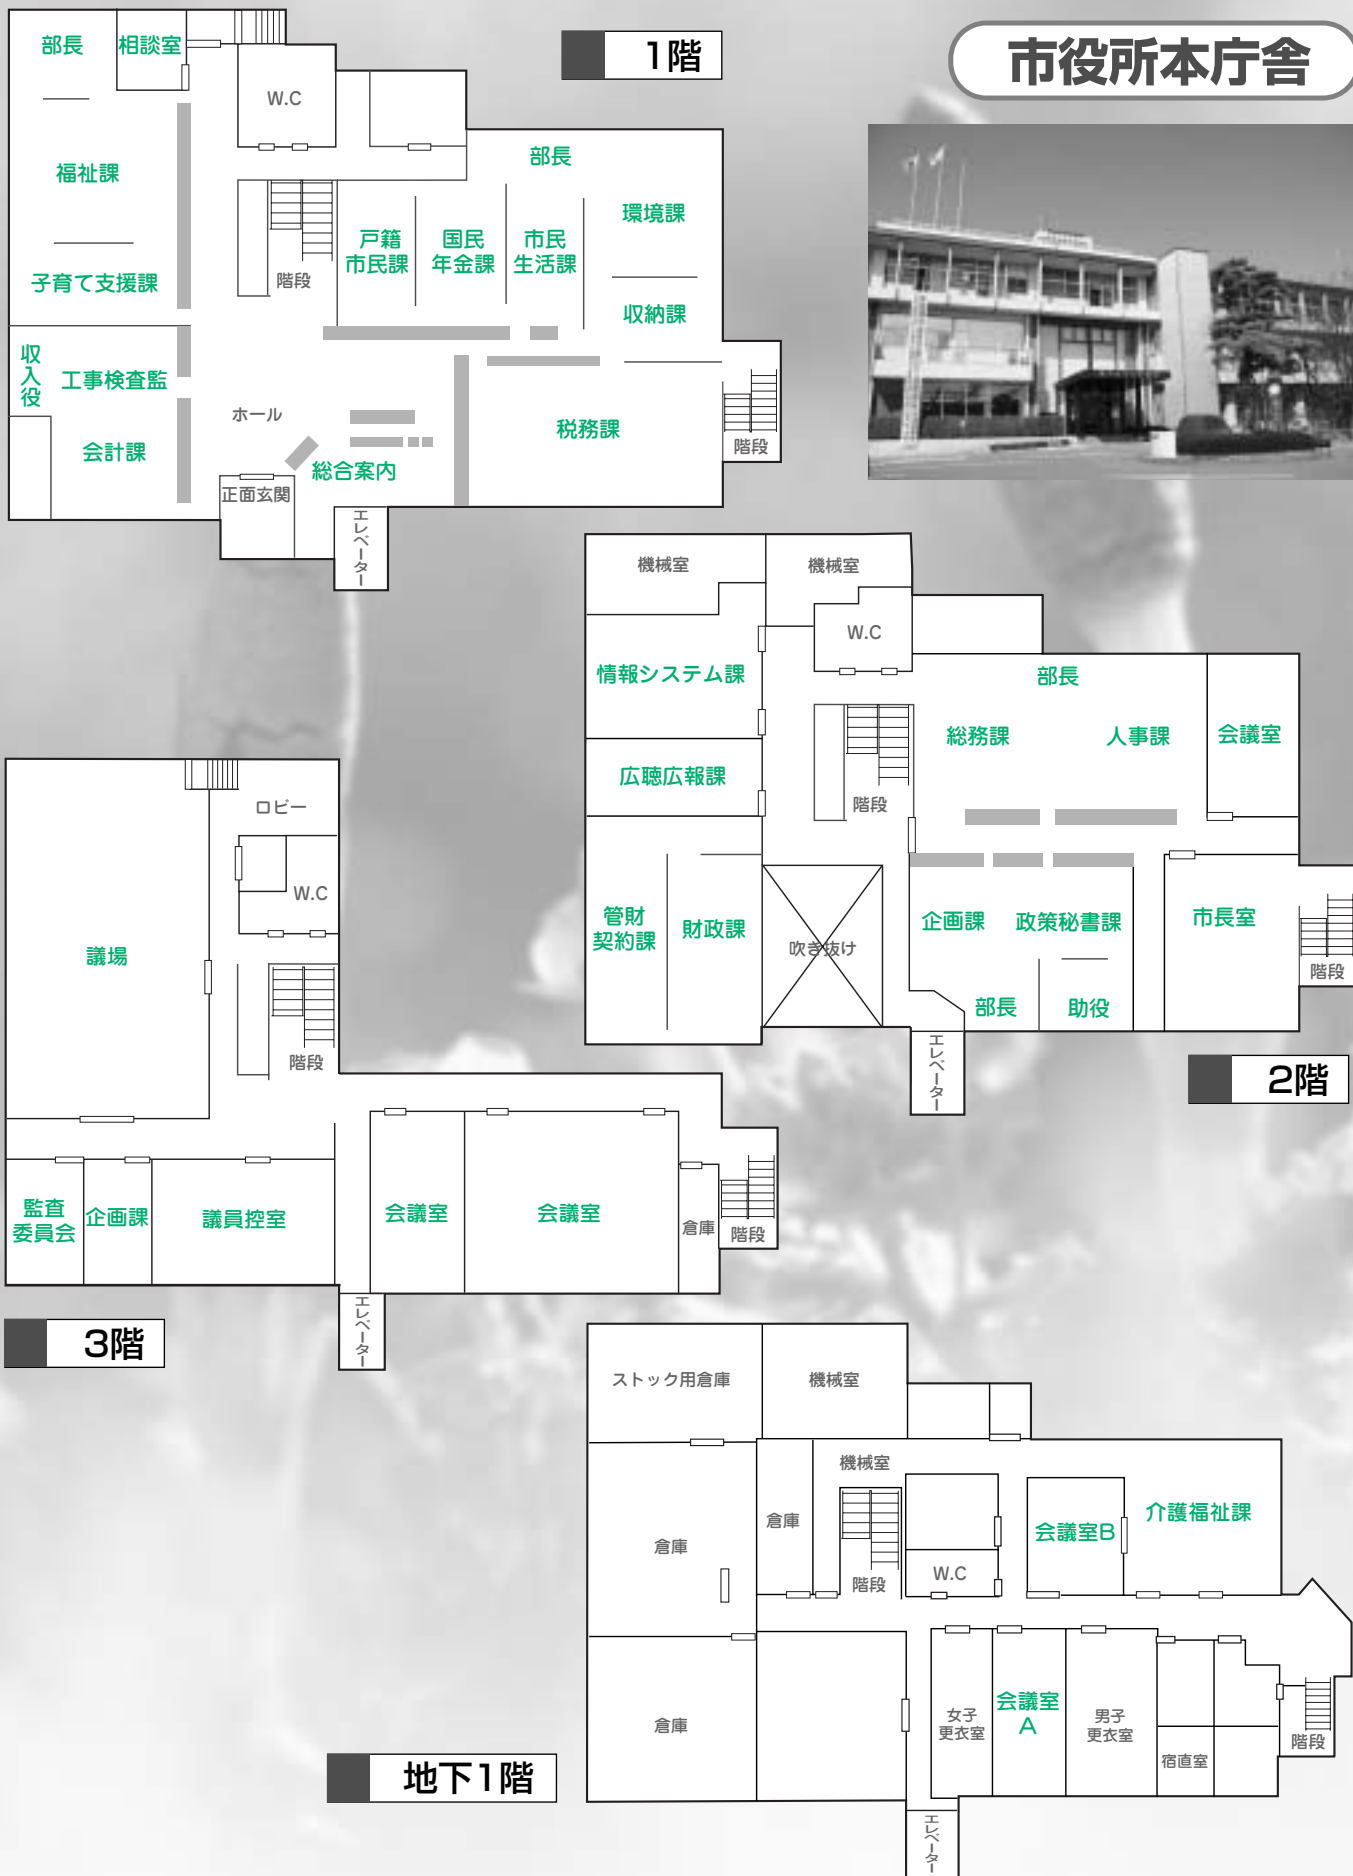 市役所本庁舎
1階
部長
相談室
W.C
福祉課
子育て支援課
階段
戸籍
市民課
国民
年金課
市民
生活課
部長
環境課
収納課
収入役
工事検査監
会計課
ホール
総合案内
正面玄関
税務課
階段
エレベーター
機械室
機械室
W.C
情報システム課
部長
総務課
人事課
会議室
広聴広報課
階段
管財
契約課
財政課
吹き抜け
企画課
政策秘書課
部長
助役
市長室
階段
エレベーター
2階
ロビー
W.C
議場
階段
監査
委員会
企画課
議員控室
会議室
会議室
倉庫
階段
エレベーター
3階
ストック用倉庫
機械室
機械室
倉庫
倉庫
階段
W.C
会議室B
介護福祉課
倉庫
女子
更衣室
会議室
A
男子
更衣室
宿直室
階段
エレベーター
地下1階